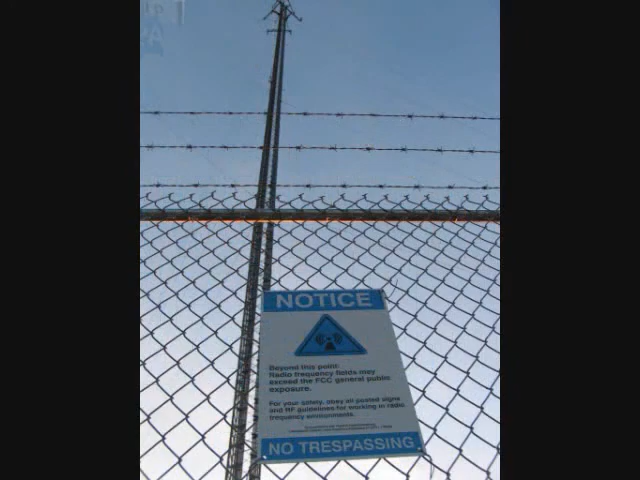 NOTICE
Beyond this point:
Radio frequency fields may
exceed the FCC general public
exposure.
For your safety, obey all posted signs
and RF guidelines for working in radio
frequency environments.
NO TRESPASSING